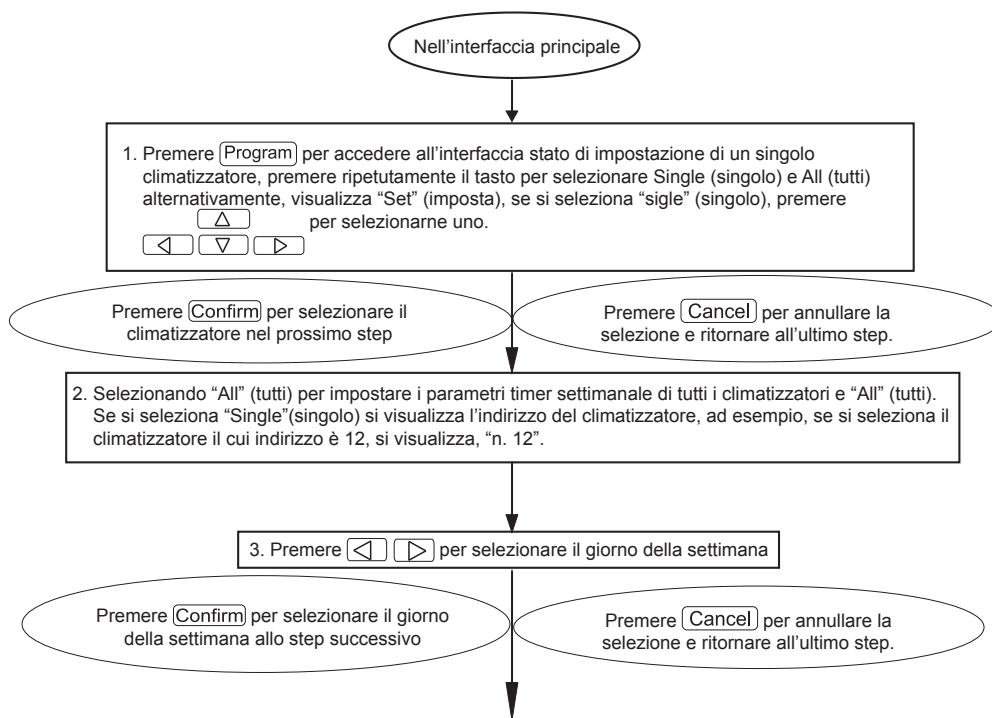 Nell'interfaccia principale
1. Premere Program per accedere all'interfaccia stato di impostazione di un singolo
climatizzatore, premere ripetutamente il tasto per selezionare Single (singolo) e All (tutti)
alternativamente, visualizza “Set” (imposta), se si seleziona “sigle” (singolo), premere
per selezionarne uno.
Premere Confirm per selezionare il
climatizzatore nel prossimo step
Premere Cancel per annullare la
selezione e ritornare all'ultimo step.
2. Selezionando “All” (tutti) per impostare i parametri timer settimanale di tutti i climatizzatori e “All” (tutti).
Se si seleziona “Single”(singolo) si visualizza l'indirizzo del climatizzatore, ad esempio, se si seleziona il
climatizzatore il cui indirizzo è 12, si visualizza, “n. 12”.
3. Premere ◁ ▷ per selezionare il giorno della settimana
Premere Confirm per selezionare il giorno
della settimana allo step successivo
Premere Cancel per annullare la
selezione e ritornare all'ultimo step.